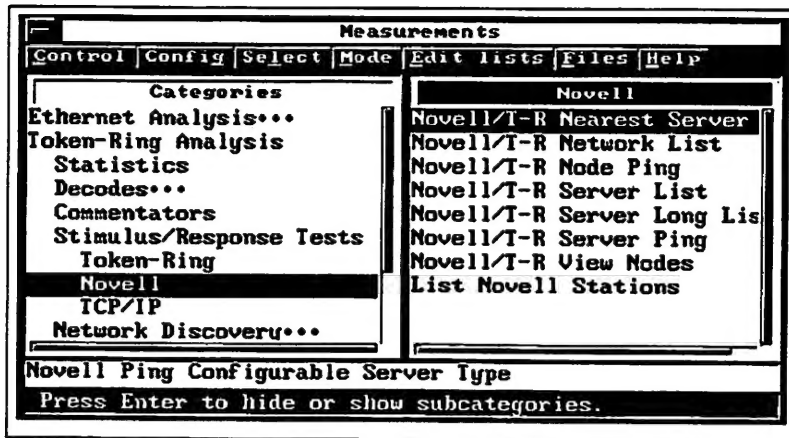 Measurements
Control Config Select Mode Edit lists Files Help
Categories
Ethernet Analysis•••
Token-Ring Analysis
Statistics
Decodes•••
Commentators
Stimulus/Response Tests
Token-Ring
Novell
TCP/IP
Network Discovery•••
Novell
Novell/T-R Nearest Server
Novell/T-R Network List
Novell/T-R Node Ping
Novell/T-R Server List
Novell/T-R Server Long Lis
Novell/T-R Server Ping
Novell/T-R View Nodes
List Novell Stations
Novell Ping Configurable Server Type
Press Enter to hide or show subcategories.